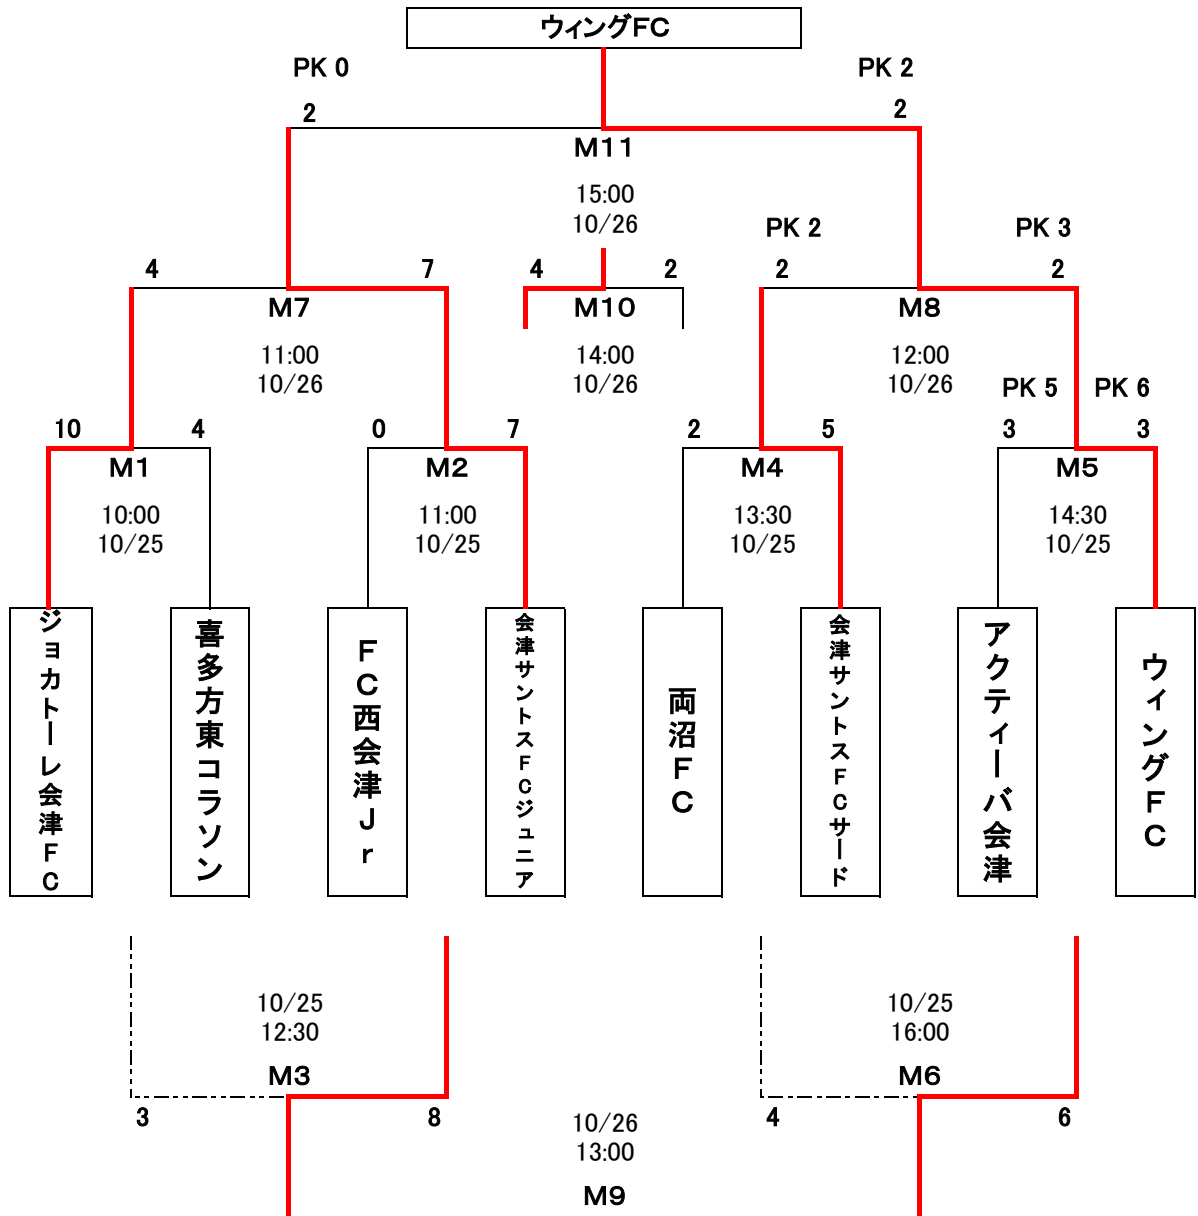 ウィングFC
PK 0
PK 2
2
2
M11
15:00
10/26
PK 2
PK 3
4
7
4
2
2
2
M7
M10
M8
11:00
10/26
14:00
10/26
12:00
10/26
PK 5
PK 6
10
4
0
7
2
5
3
3
M1
M2
M4
M5
10:00
10/25
11:00
10/25
13:30
10/25
14:30
10/25
ジョカトーレ会津FC
喜多方東コラソン
FC西会津Jr
会津サントスFCジュニア
両沼FC
会津サントスFCサード
アクティーバ会津
ウィングFC
10/25
12:30
10/25
16:00
M3
M6
3
8
4
6
10/26
13:00
M9